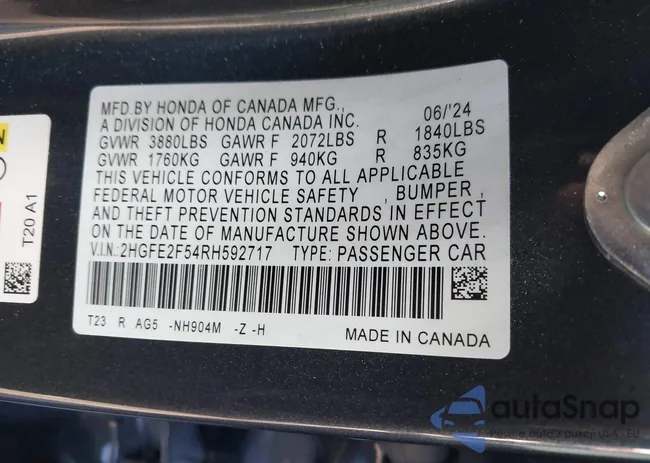 MFD.BY HONDA OF CANADA MFG., 06/'24
A DIVISION OF HONDA CANADA INC.
GVWR 3880LBS GAWR F 2072LBS R 1840LBS
GVWR 1760KG GAWR F 940KG R 835KG
THIS VEHICLE CONFORMS TO ALL APPLICABLE
FEDERAL MOTOR VEHICLE SAFETY , BUMPER ,
AND THEFT PREVENTION STANDARDS IN EFFECT
ON THE DATE OF MANUFACTURE SHOWN ABOVE.
V.I.N.:2HGFE2F54RH592717 TYPE: PASSENGER CAR
T23 R AG5 -NH904M -Z -H
MADE IN CANADA
N
T20 A1
autaSnap